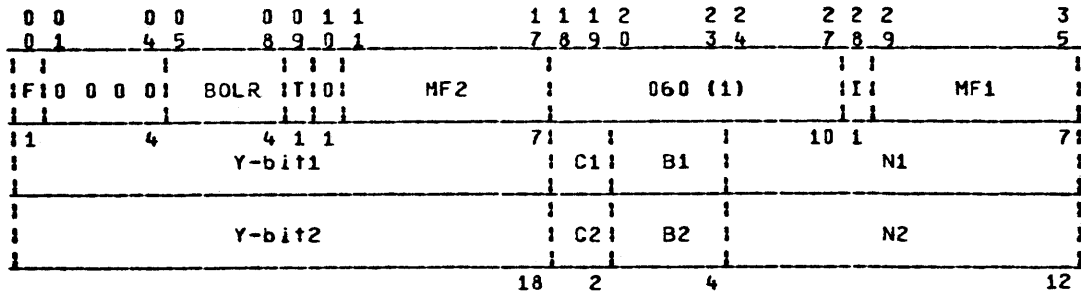 0 0 0 0 0 0 1 1 1 1 1 2 2 2 2 2 2 3
0 1 4 5 8 9 0 1 7 8 9 0 3 4 7 8 9 5
F 0 0 0 0 BOLR T 0 MF2 060 (1) I MF1
1 4 4 1 1 7 10 1 7
Y-bit1 C1 B1 N1
Y-bit2 C2 B2 N2
18 2 4 12